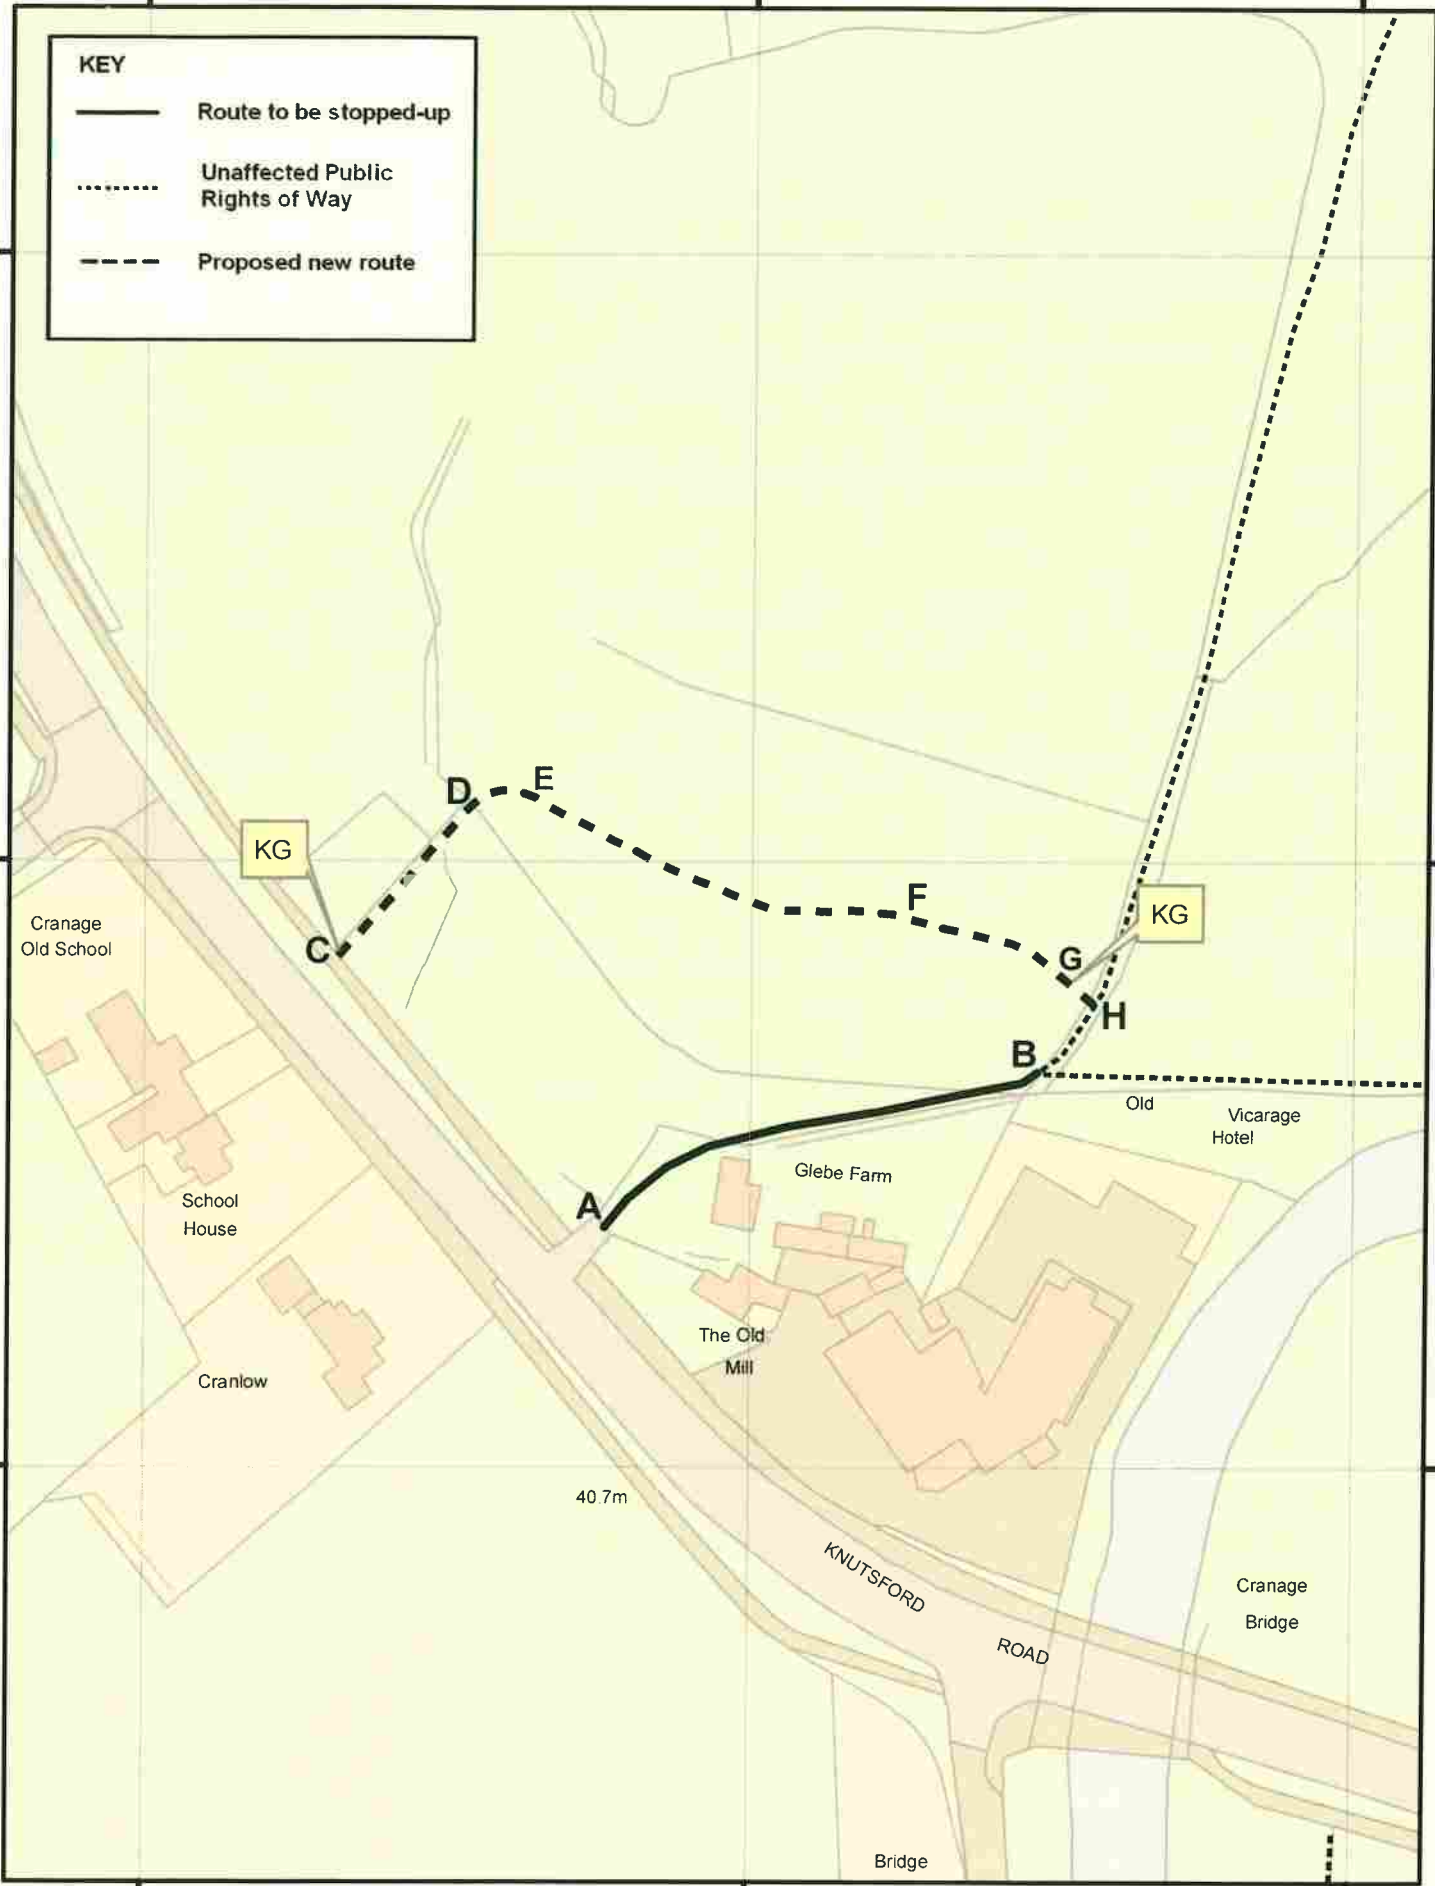 KEY
Route to be stopped-up
Unaffected Public
Rights of Way
Proposed new route
D
E
KG
F
KG
Cranage
Old School
C
G
H
B
Old
Vicarage
Hotel
Glebe Farm
A
School
House
The Old
Mill
Cranlow
40.7m
KNUTSFORD
ROAD
Cranage
Bridge
Bridge